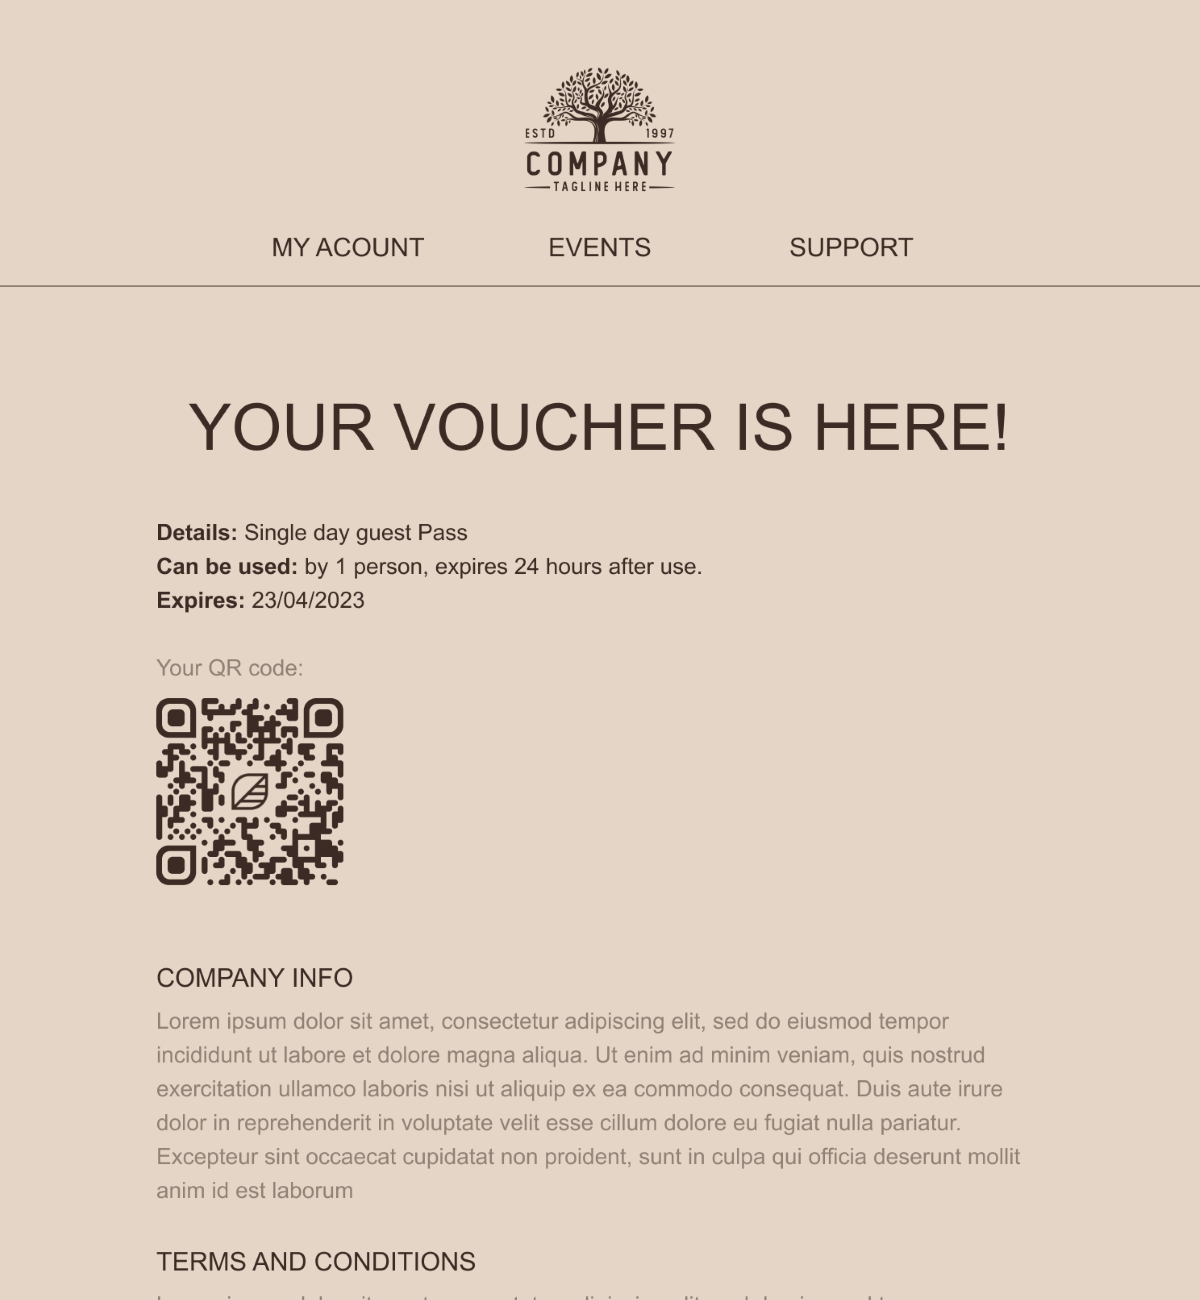 ESTD 1997
COMPANY
TAGLINE HERE
MY ACOUNT EVENTS SUPPORT
YOUR VOUCHER IS HERE!
Details: Single day guest Pass
Can be used: by 1 person, expires 24 hours after use.
Expires: 23/04/2023
Your QR code:
COMPANY INFO
Lorem ipsum dolor sit amet, consectetur adipiscing elit, sed do eiusmod tempor
incididunt ut labore et dolore magna aliqua. Ut enim ad minim veniam, quis nostrud
exercitation ullamco laboris nisi ut aliquip ex ea commodo consequat. Duis aute irure
dolor in reprehenderit in voluptate velit esse cillum dolore eu fugiat nulla pariatur.
Excepteur sint occaecat cupidatat non proident, sunt in culpa qui officia deserunt mollit
anim id est laborum
TERMS AND CONDITIONS